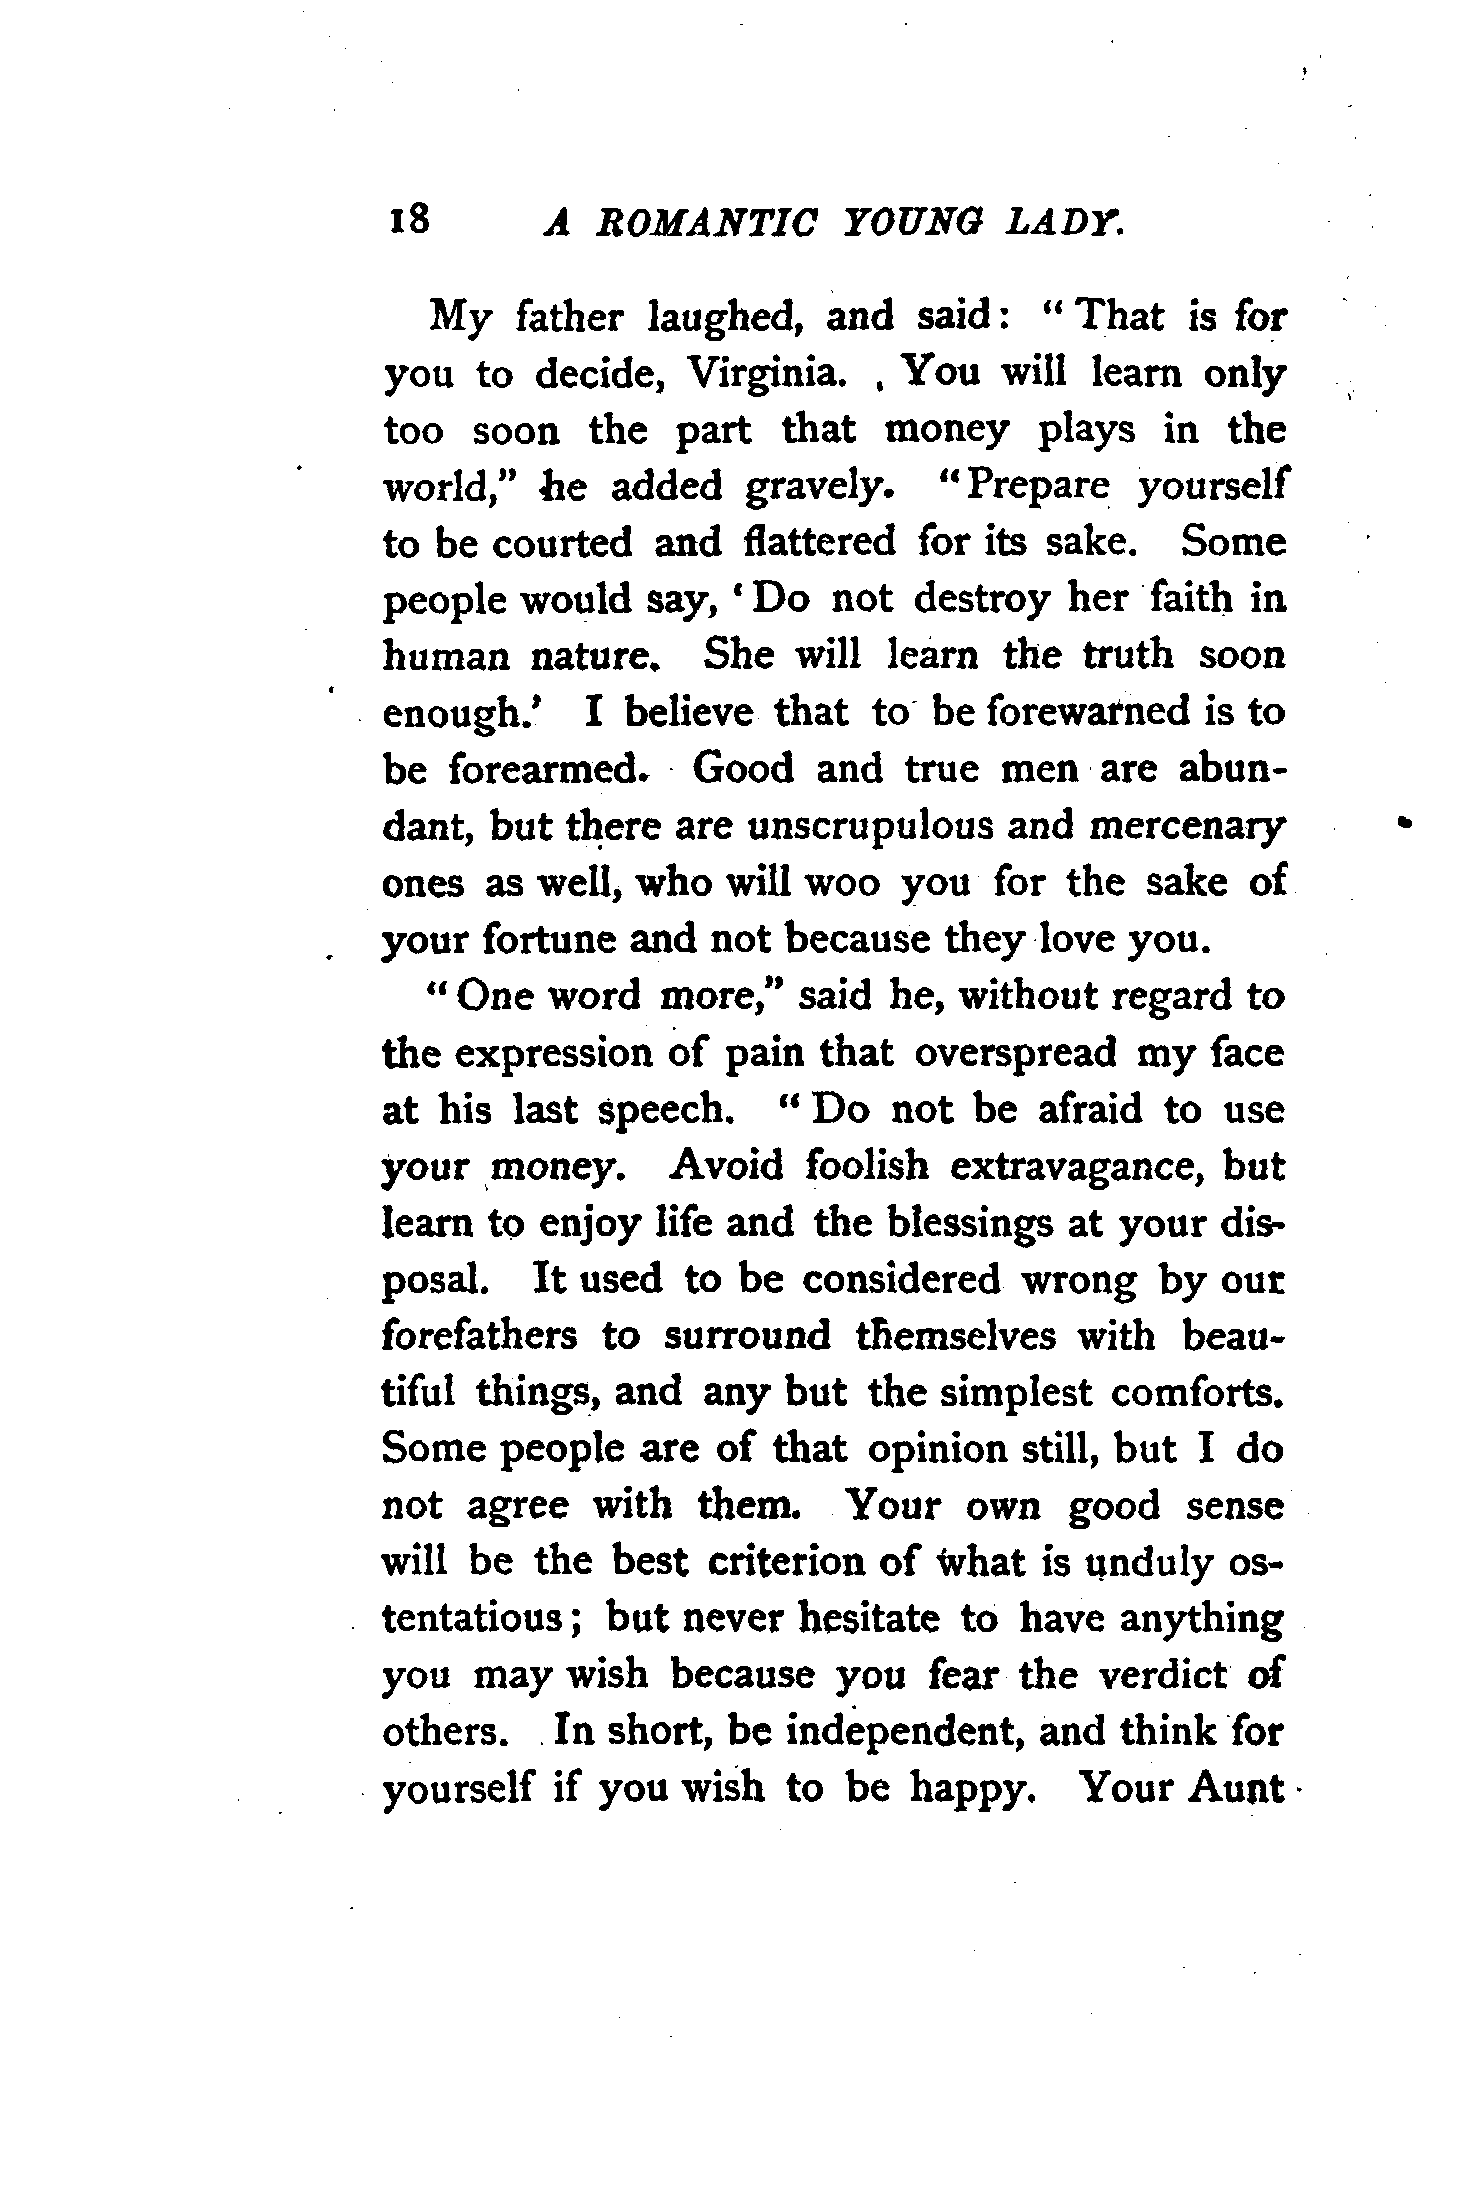 18 A ROMANTIC YOUNG LADY.
My father laughed, and said: “That is for
you to decide, Virginia. You will learn only
too soon the part that money plays in the
world,” he added gravely. “Prepare yourself
to be courted and flattered for its sake. Some
people would say, ‘Do not destroy her faith in
human nature. She will learn the truth soon
enough.’ I believe that to be forewarned is to
be forearmed. Good and true men are abun-
dant, but there are unscrupulous and mercenary
ones as well, who will woo you for the sake of
your fortune and not because they love you.
“One word more,” said he, without regard to
the expression of pain that overspread my face
at his last speech. “Do not be afraid to use
your money. Avoid foolish extravagance, but
learn to enjoy life and the blessings at your dis-
posal. It used to be considered wrong by our
forefathers to surround themselves with beau-
tiful things, and any but the simplest comforts.
Some people are of that opinion still, but I do
not agree with them. Your own good sense
will be the best criterion of what is unduly os-
tentatious; but never hesitate to have anything
you may wish because you fear the verdict of
others. In short, be independent, and think for
yourself if you wish to be happy. Your Aunt